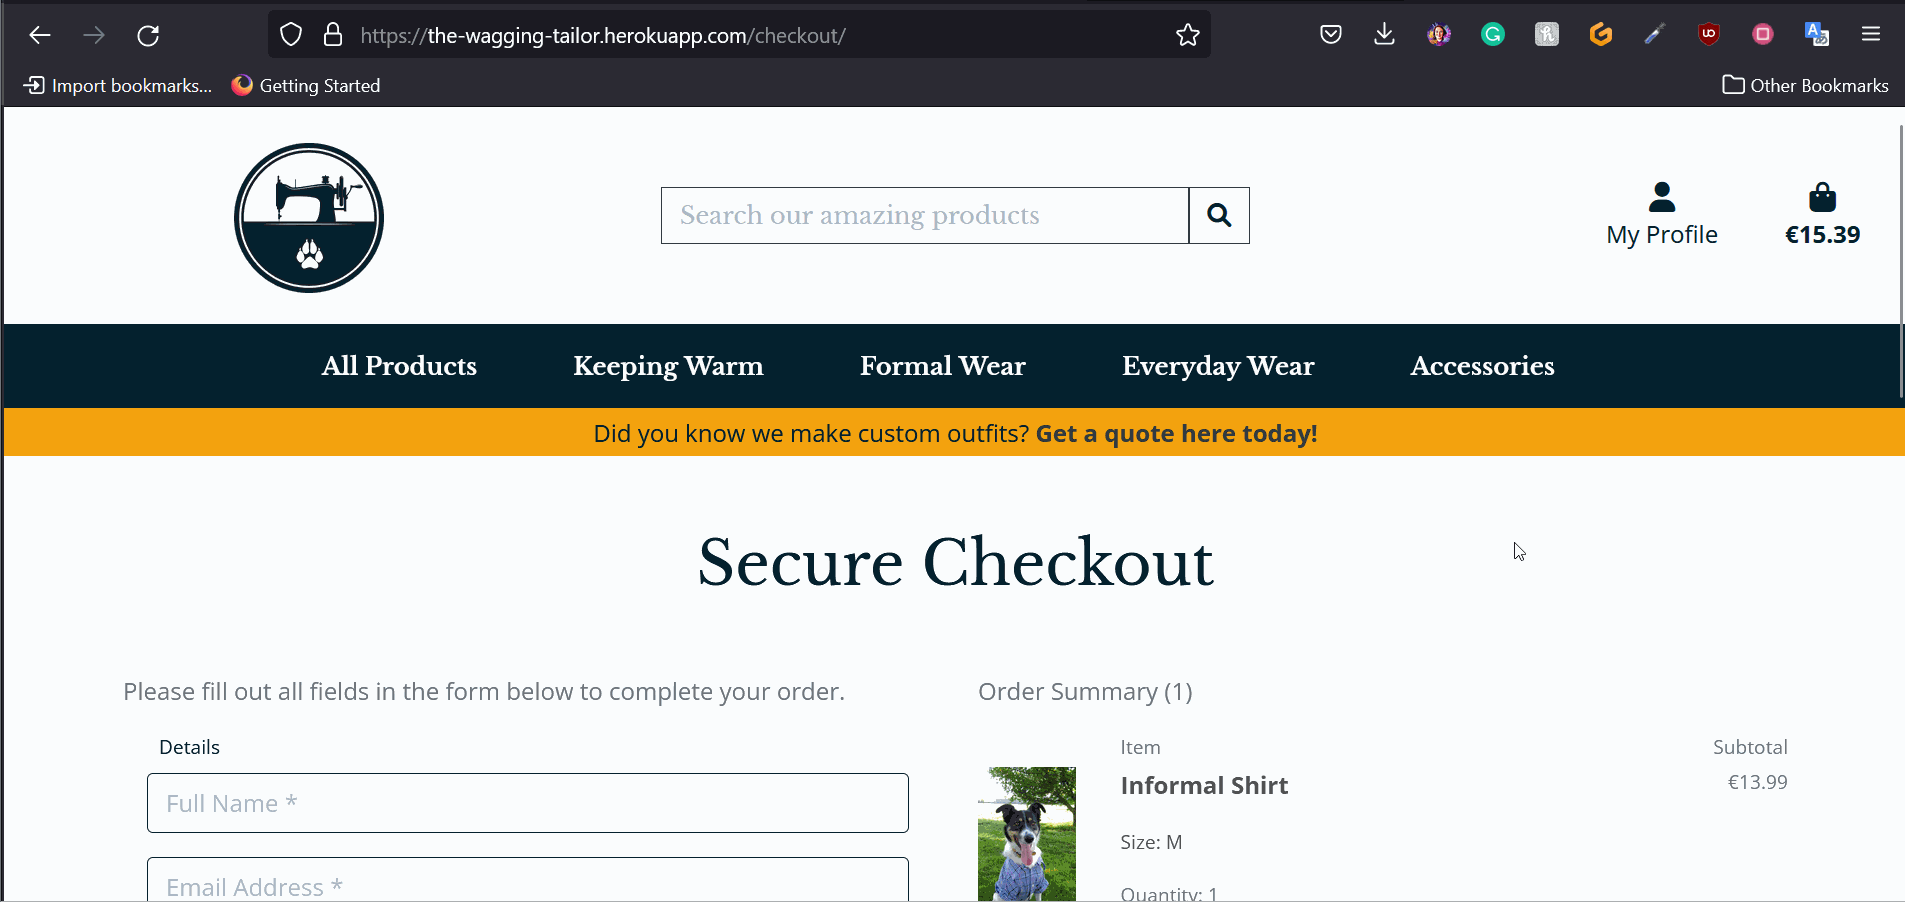 https://the-wagging-tailor.herokuapp.com/checkout/
Import bookmarks...
Getting Started
Other Bookmarks
Search our amazing products
My Profile
€15.39
All Products
Keeping Warm
Formal Wear
Everyday Wear
Accessories
Did you know we make custom outfits? Get a quote here today!
Secure Checkout
Please fill out all fields in the form below to complete your order.
Details
Full Name *
Email Address *
Order Summary (1)
Item
Subtotal
Informal Shirt
€13.99
Size: M
Quantity: 1